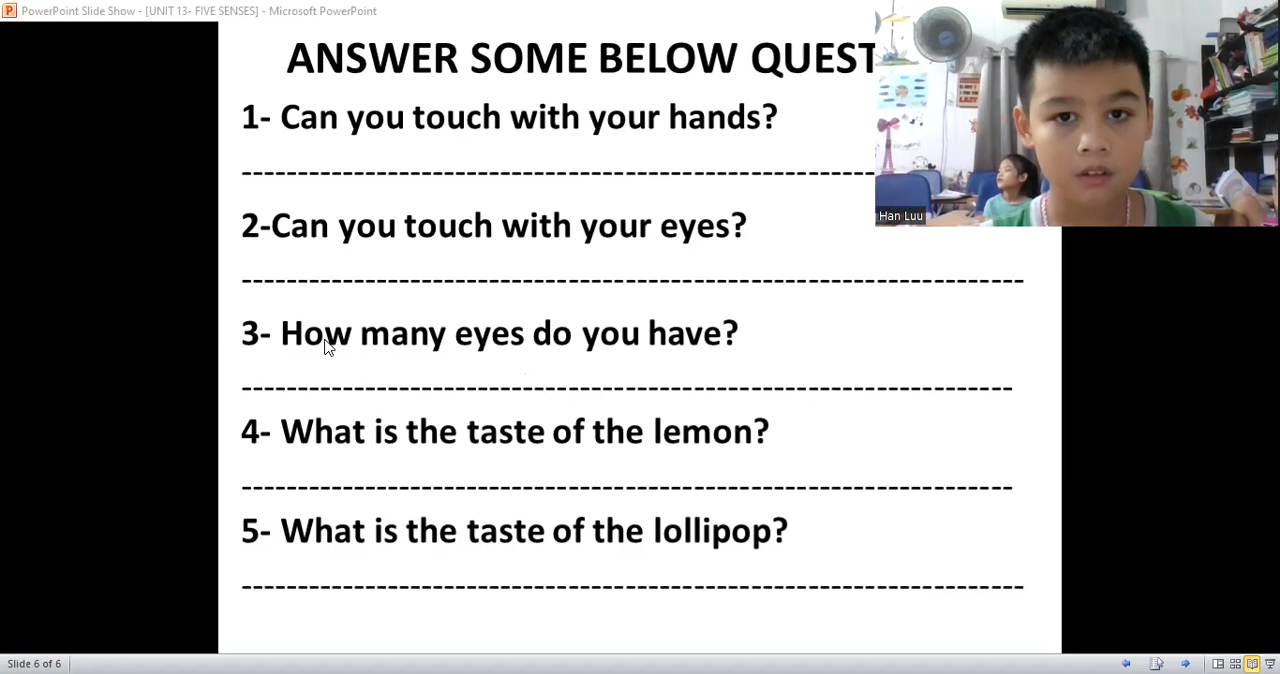 PowerPoint Slide Show - [UNIT 13- FIVE SENSES] - Microsoft PowerPoint
ANSWER SOME BELOW QUEST
1- Can you touch with your hands?
--------------------------------------------------------------------
2-Can you touch with your eyes?
--------------------------------------------------------------------
3- How many eyes do you have?
-------------------------------------------------------------------
4- What is the taste of the lemon?
-------------------------------------------------------------------
5- What is the taste of the lollipop?
--------------------------------------------------------------------
LAZY
Han Luu
Slide 6 of 6